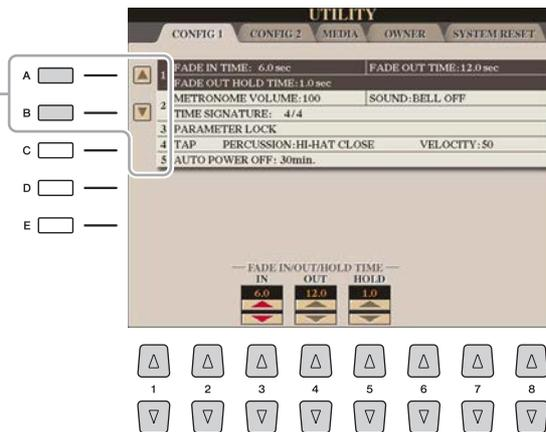 UTILITY
CONFIG 1 CONFIG 2 MEDIA OWNER SYSTEM RESET
A
B
C
D
E
1 FADE IN TIME: 6.0 sec FADE OUT TIME:12.0 sec
FADE OUT HOLD TIME:1.0 sec
2 METRONOME VOLUME:100 SOUND:BELL OFF
TIME SIGNATURE: 4/4
3 PARAMETER LOCK
4 TAP PERCUSSION:HI-HAT CLOSE VELOCITY:50
5 AUTO POWER OFF: 30min.
FADE IN/OUT/HOLD TIME
IN OUT HOLD
6.0 12.0 1.0
1 2 3 4 5 6 7 8